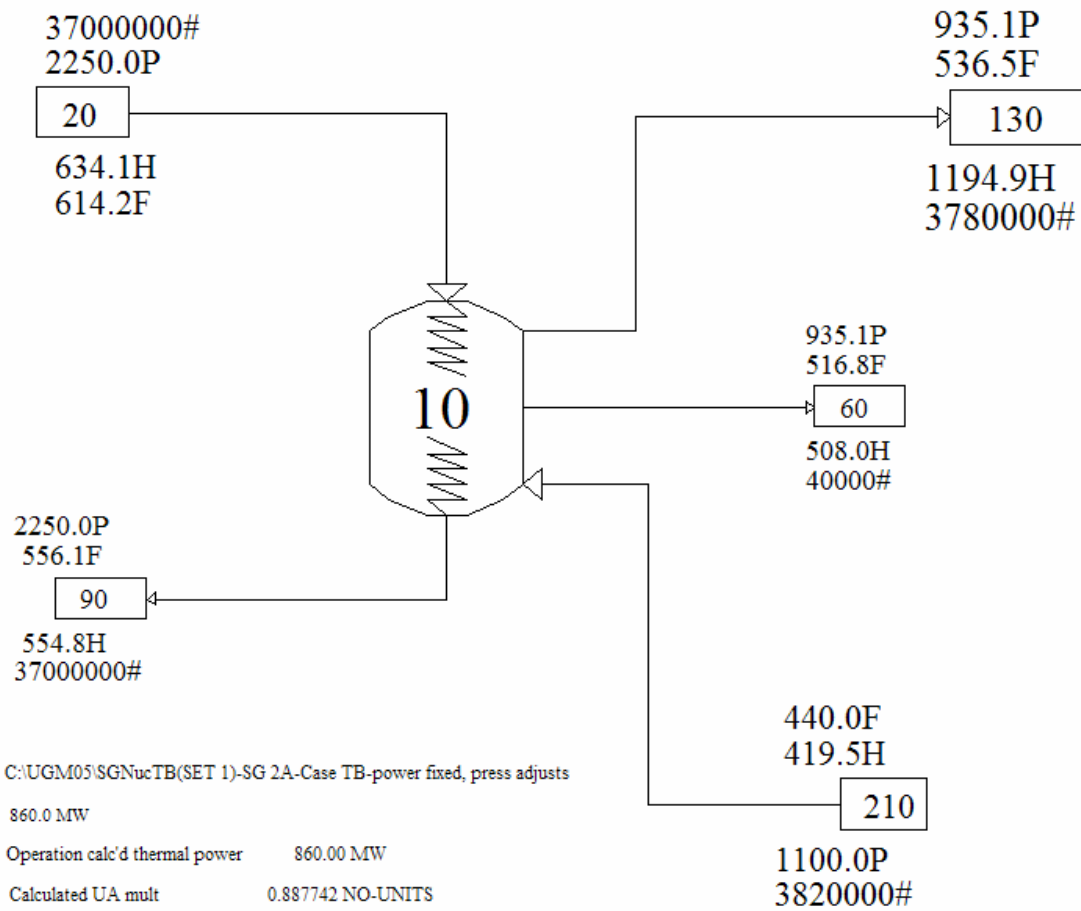 37000000#
2250.0P
20
634.1H
614.2F
935.1P
536.5F
130
1194.9H
3780000#
10
935.1P
516.8F
60
508.0H
40000#
2250.0P
556.1F
90
554.8H
37000000#
440.0F
419.5H
210
1100.0P
3820000#
C:\UGM05\SGNucTB(SET 1)-SG 2A-Case TB-power fixed, press adjusts
860.0 MW
Operation calc'd thermal power 860.00 MW
Calculated UA mult 0.887742 NO-UNITS